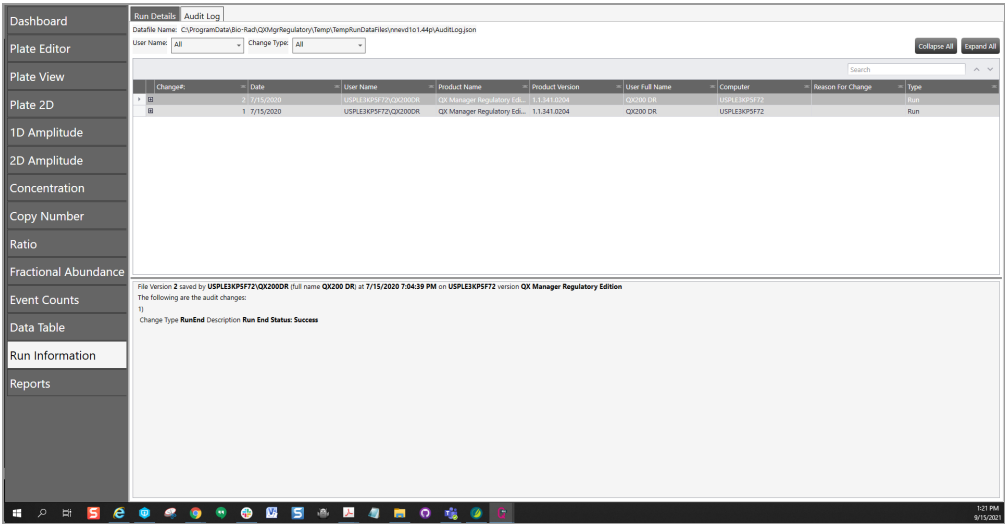 Dashboard
Plate Editor
Plate View
Plate 2D
1D Amplitude
2D Amplitude
Concentration
Copy Number
Ratio
Fractional Abundance
Event Counts
Data Table
Run Information
Reports
Run Details Audit Log
Datafile Name: C:\ProgramData\Bio-Rad\QXMgrRegulatory\Temp\TempRunDataFiles\nnevd1o1.44p\AuditLog.json
User Name: All Change Type: All Collapse All Expand All
Search
Change#: Date User Name Product Name Product Version User Full Name Computer Reason For Change Type
2 7/15/2020 USPLE3KP5F72\QX200DR QX Manager Regulatory Edi... 1.1.341.0204 QX200 DR USPLE3KP5F72 Run
1 7/15/2020 USPLE3KP5F72\QX200DR QX Manager Regulatory Edi... 1.1.341.0204 QX200 DR USPLE3KP5F72 Run
File Version 2 saved by USPLE3KP5F72\QX200DR (full name QX200 DR) at 7/15/2020 7:04:39 PM on USPLE3KP5F72 version QX Manager Regulatory Edition
The following are the audit changes:
1)
Change Type RunEnd Description Run End Status: Success
1:21 PM
9/15/2021